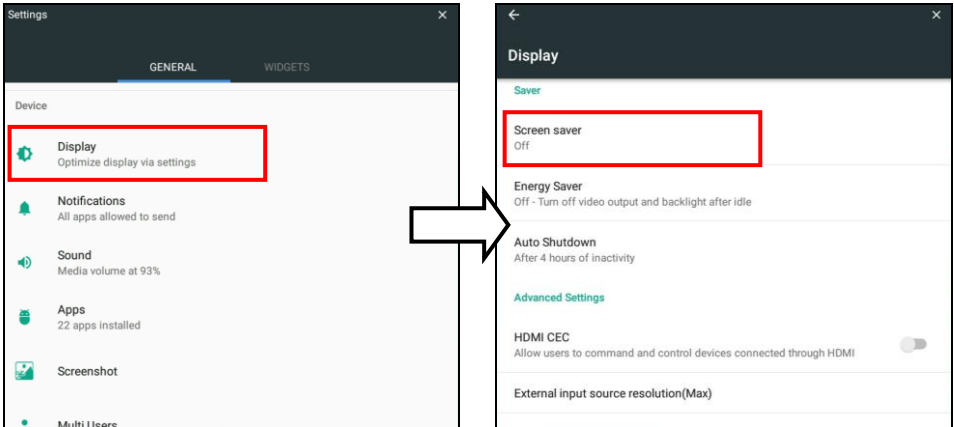 Settings
GENERAL
WIDGETS
Device
Display
Optimize display via settings
Notifications
All apps allowed to send
Sound
Media volume at 93%
Apps
22 apps installed
Screenshot
Multi Users
Display
Saver
Screen saver
Off
Energy Saver
Off - Turn off video output and backlight after idle
Auto Shutdown
After 4 hours of inactivity
Advanced Settings
HDMI CEC
Allow users to command and control devices connected through HDMI
External input source resolution(Max)